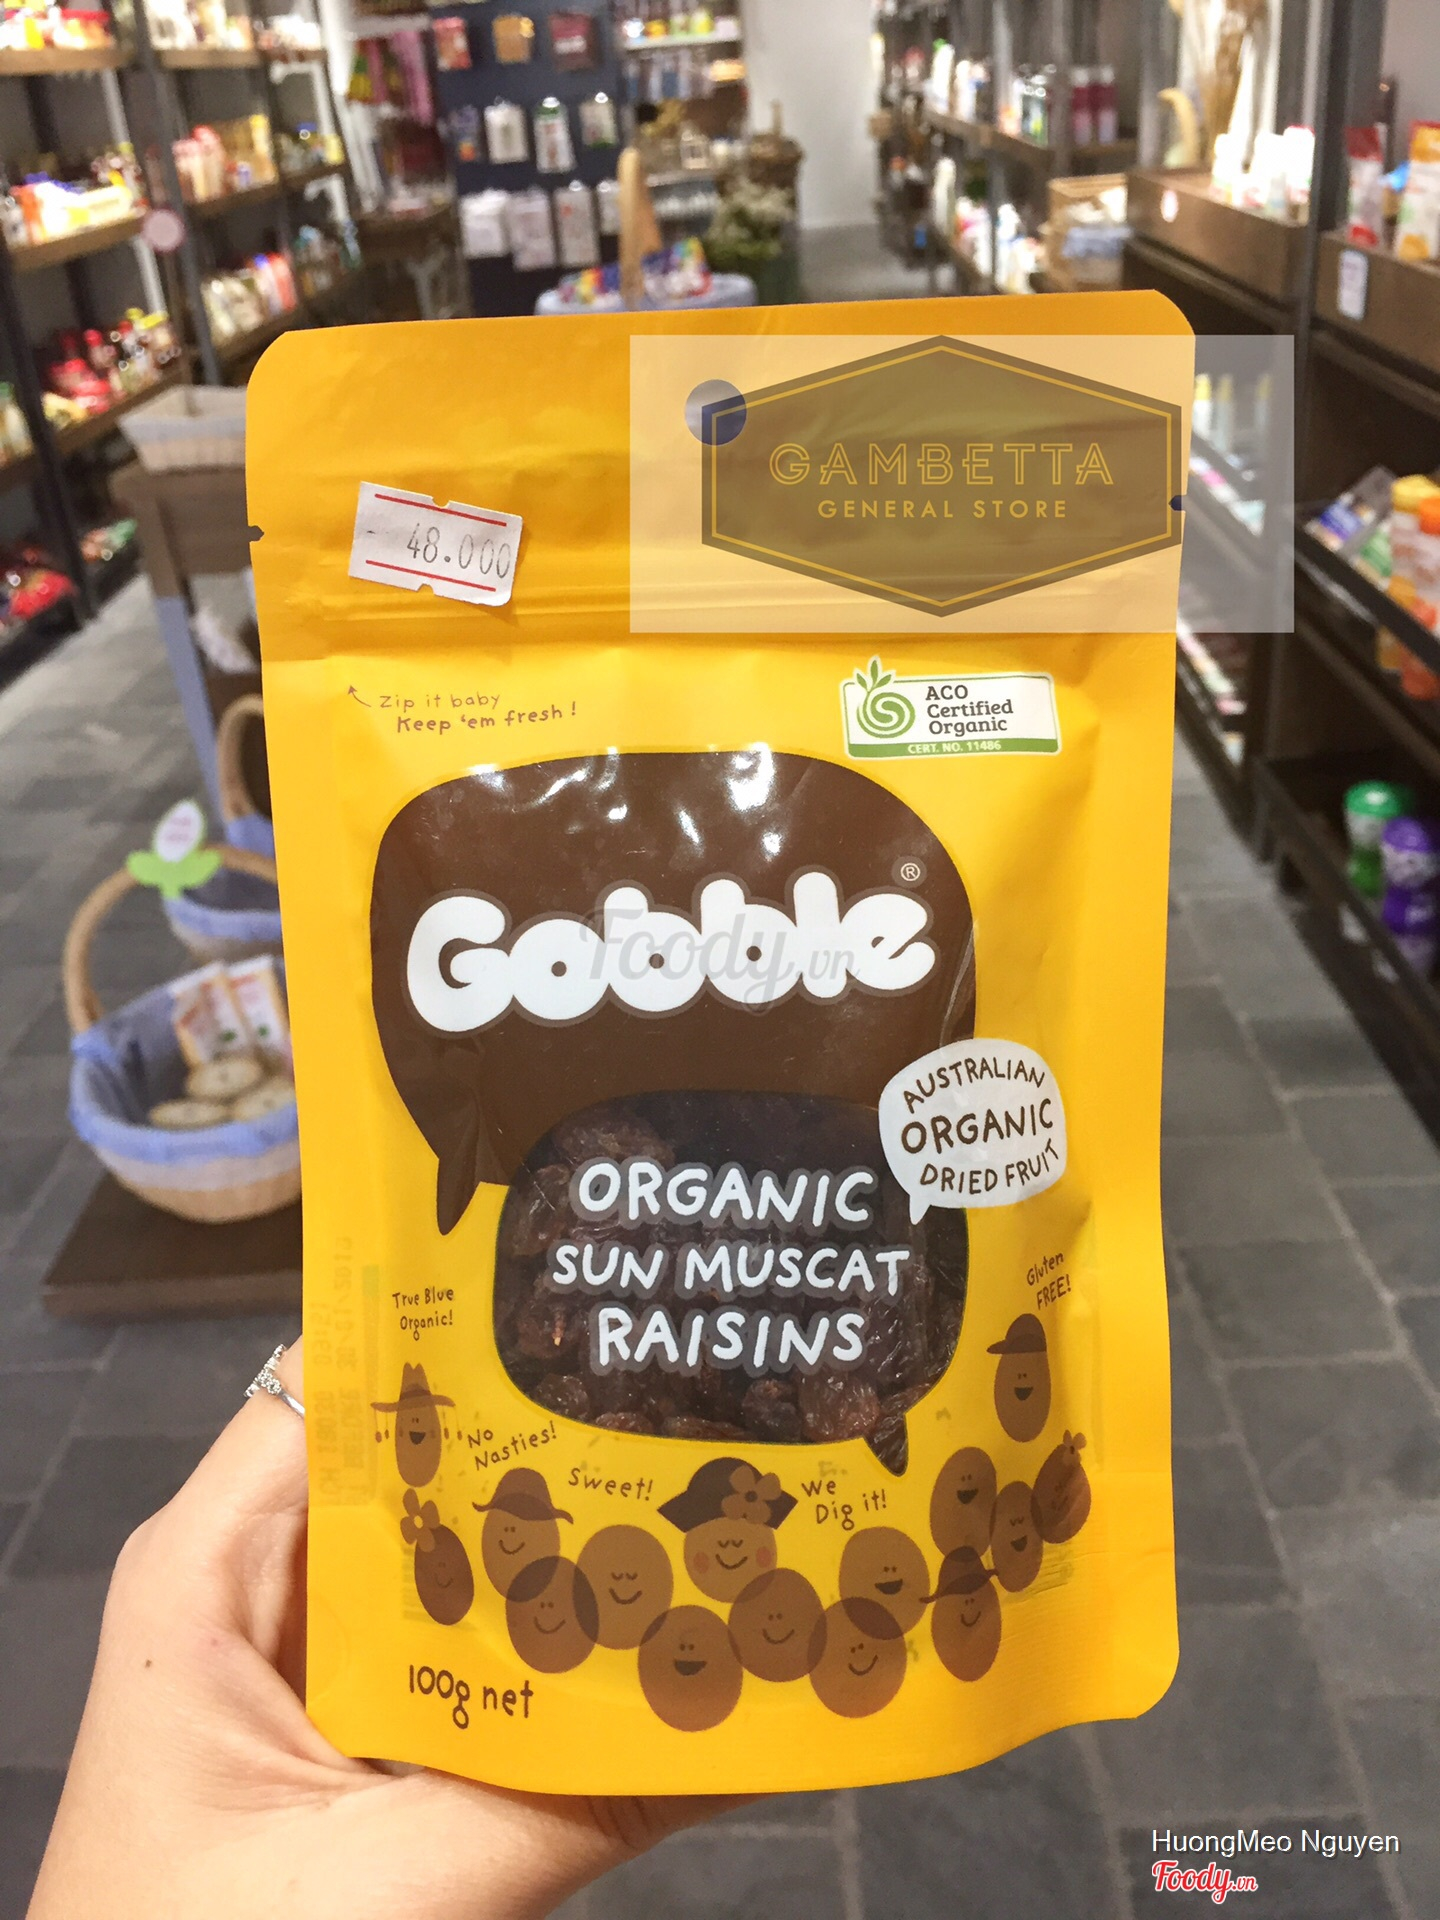 GAMBETTA
GENERAL STORE
48.000
Zip it baby
Keep 'em fresh!
ACO
Certified
Organic
CERT. NO. 11486
Gobble®
Foody.vn
AUSTRALIAN
ORGANIC
DRIED FRUIT
ORGANIC
SUN MUSCAT
RAISINS
True Blue
Organic!
Gluten
FREE!
No
Nasties!
Sweet!
We
Dig it!
100g net
HuongMeo Nguyen
Foody.vn